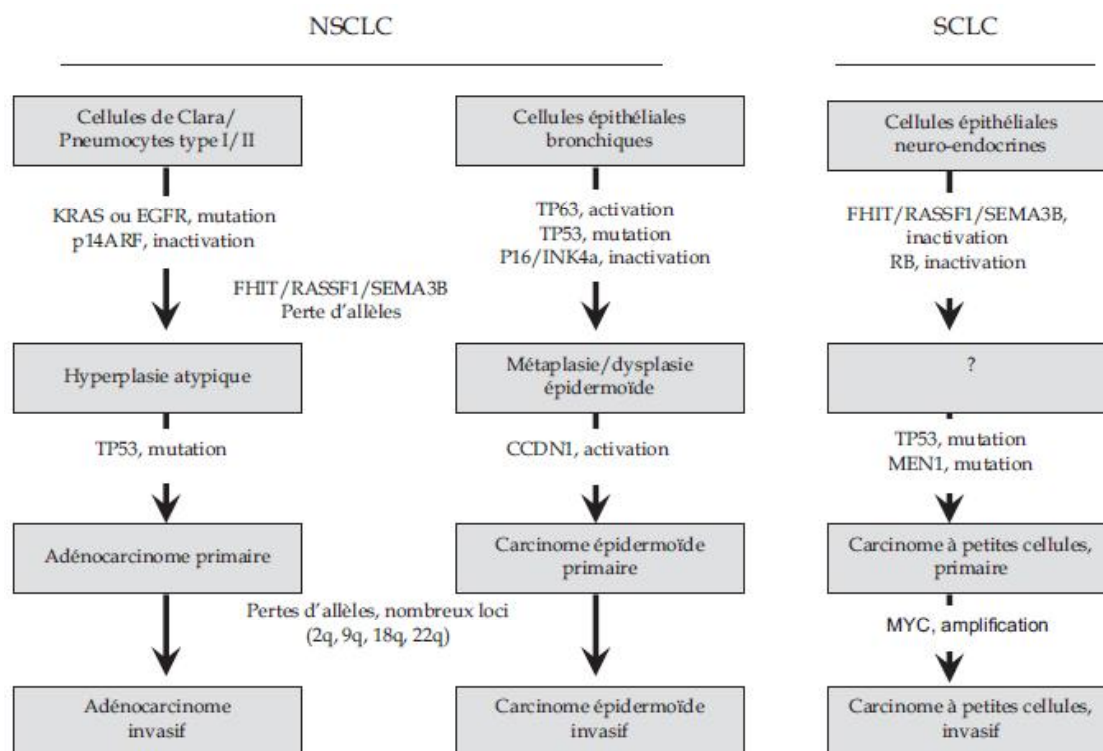 NSCLC
SCLC
Cellules de Clara/
Pneumocytes type I/II
Cellules épithéliales
bronchiques
Cellules épithéliales
neuro-endocrines
KRAS ou EGFR, mutation
p14ARF, inactivation
TP63, activation
TP53, mutation
P16/INK4a, inactivation
FHIT/RASSF1/SEMA3B,
inactivation
RB, inactivation
FHIT/RASSF1/SEMA3B
Perte d'allèles
Hyperplasie atypique
Métaplasie/dysplasie
épidermoïde
?
TP53, mutation
CCDN1, activation
TP53, mutation
MEN1, mutation
Adénocarcinome primaire
Carcinome épidermoïde
primaire
Carcinome à petites cellules,
primaire
Pertes d'allèles, nombreux loci
(2q, 9q, 18q, 22q)
MYC, amplification
Adénocarcinome
invasif
Carcinome épidermoïde
invasif
Carcinome à petites cellules,
invasif